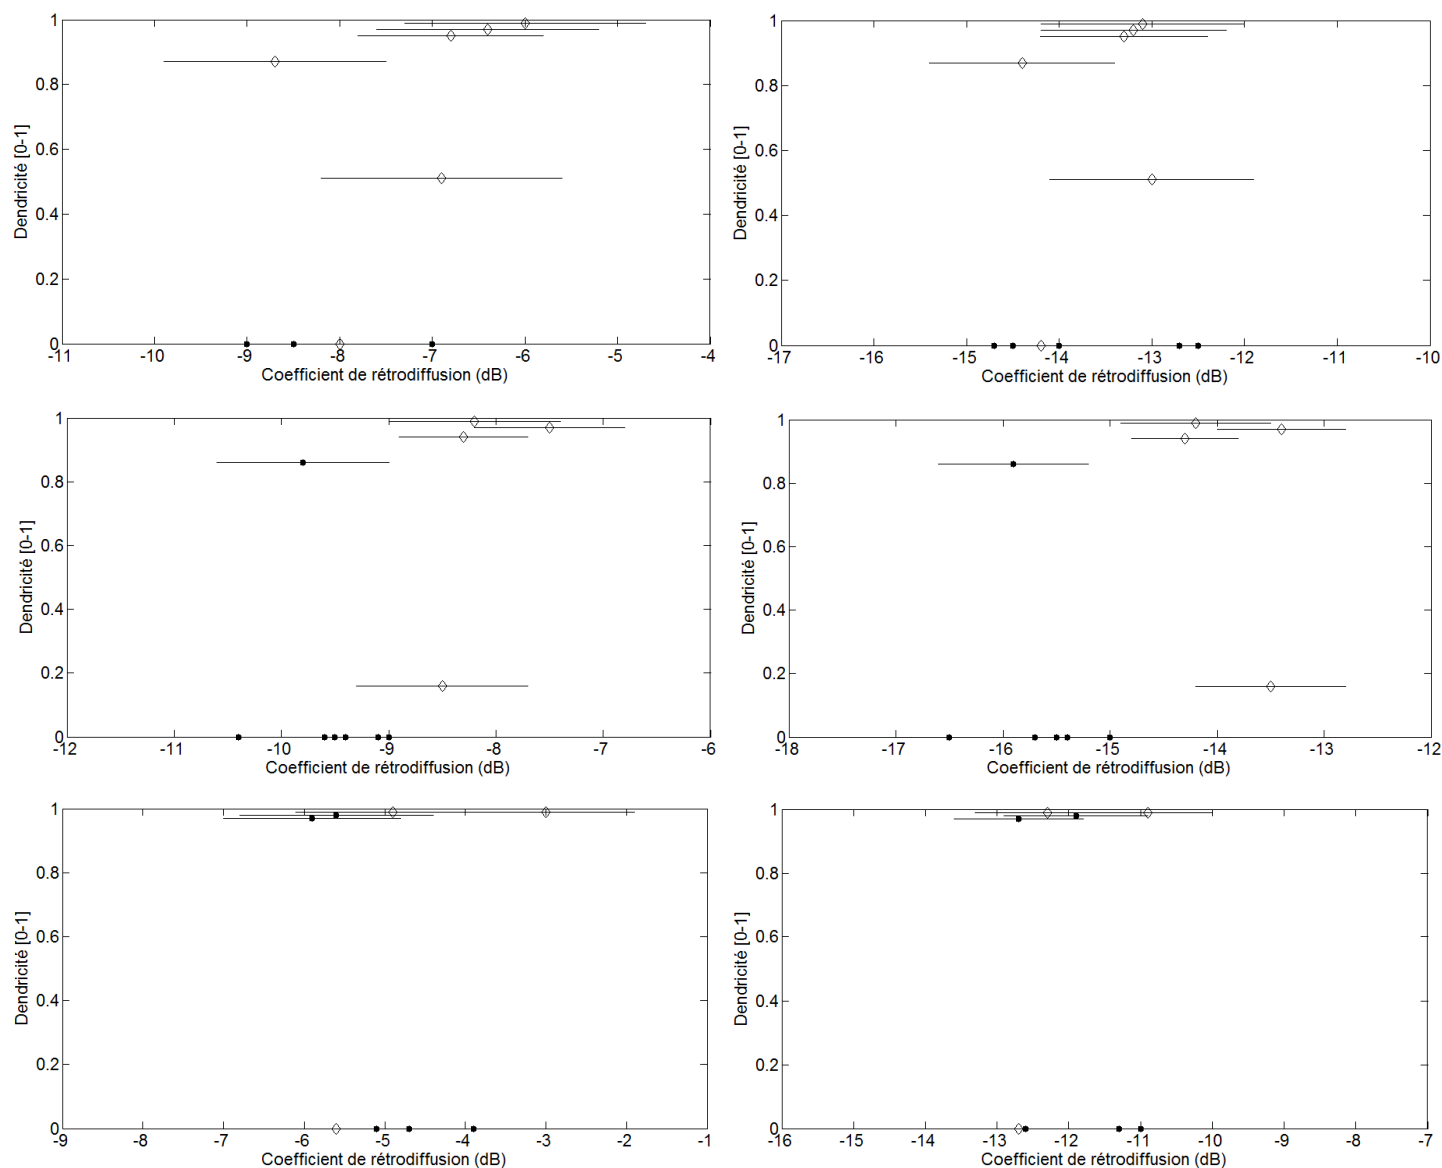 Dendricité [0-1]
1
0.8
0.6
0.4
0.2
0
-11 -10 -9 -8 -7 -6 -5 -4
Coefficient de rétrodiffusion (dB)
Dendricité [0-1]
1
0.8
0.6
0.4
0.2
0
-17 -16 -15 -14 -13 -12 -11 -10
Coefficient de rétrodiffusion (dB)
Dendricité [0-1]
1
0.8
0.6
0.4
0.2
0
-12 -11 -10 -9 -8 -7 -6
Coefficient de rétrodiffusion (dB)
Dendricité [0-1]
1
0.8
0.6
0.4
0.2
0
-18 -17 -16 -15 -14 -13 -12
Coefficient de rétrodiffusion (dB)
Dendricité [0-1]
1
0.8
0.6
0.4
0.2
0
-9 -8 -7 -6 -5 -4 -3 -2 -1
Coefficient de rétrodiffusion (dB)
Dendricité [0-1]
1
0.8
0.6
0.4
0.2
0
-16 -15 -14 -13 -12 -11 -10 -9 -8 -7
Coefficient de rétrodiffusion (dB)